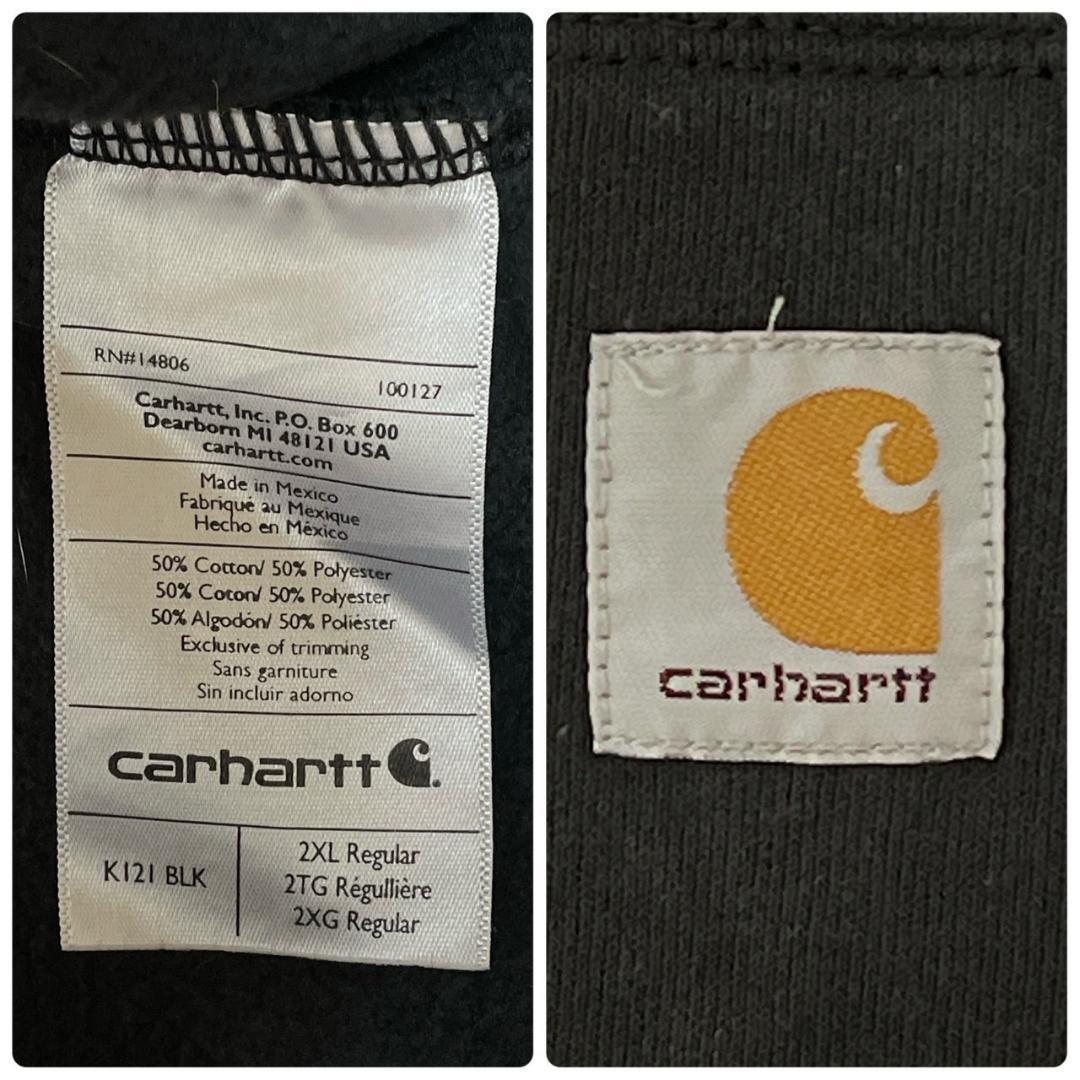 RN#14806
100127
Carhartt, Inc. P.O. Box 600
Dearborn MI 48121 USA
carhartt.com
Made in Mexico
Fabriqué au Mexique
Hecho en México
50% Cotton/ 50% Polyester
50% Coton/ 50% Polyester
50% Algodón/ 50% Poliéster
Exclusive of trimming
Sans garniture
Sin incluir adorno
carhartt
K121 BLK
2XL Regular
2TG Régullière
2XG Regular
carhartt